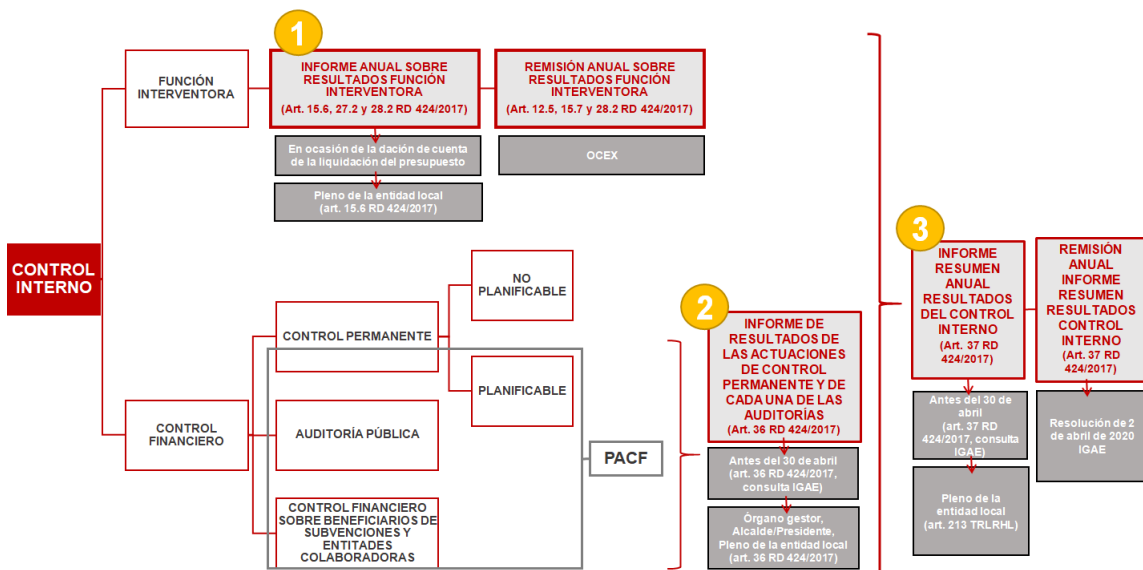 1
FUNCIÓN
INTERVENTORA
INFORME ANUAL SOBRE
RESULTADOS FUNCIÓN
INTERVENTORA
(Art. 15.6, 27.2 y 28.2 RD 424/2017)
REMISIÓN ANUAL SOBRE
RESULTADOS FUNCIÓN
INTERVENTORA
(Art. 12.5, 15.7 y 28.2 RD 424/2017)
En ocasión de la dación de cuenta
de la liquidación del presupuesto
OCEX
Pleno de la entidad local
(art. 15.6 RD 424/2017)
CONTROL
INTERNO
NO
PLANIFICABLE
CONTROL PERMANENTE
PLANIFICABLE
CONTROL
FINANCIERO
AUDITORÍA PÚBLICA
PACF
CONTROL FINANCIERO
SOBRE BENEFICIARIOS DE
SUBVENCIONES Y
ENTITADES
COLABORADORAS
2
INFORME DE
RESULTADOS DE
LAS ACTUACIONES
DE CONTROL
PERMANENTE Y DE
CADA UNA DE LAS
AUDITORÍAS
(Art. 36 RD 424/2017)
Antes del 30 de abril
(art. 36 RD 424/2017,
consulta IGAE)
Órgano gestor,
Alcalde/Presidente,
Pleno de la entidad local
(art. 36 RD 424/2017)
3
INFORME
RESUMEN
ANUAL
RESULTADOS
DEL CONTROL
INTERNO
(Art. 37 RD
424/2017)
REMISIÓN
ANUAL
INFORME
RESUMEN
RESULTADOS
CONTROL
INTERNO
(Art. 37 RD
424/2017)
Antes del 30 de
abril
(art. 37 RD
424/2017, consulta
IGAE)
Resolución de 2
de abril de 2020
IGAE
Pleno de la
entidad local
(art. 213 TRLRHL)